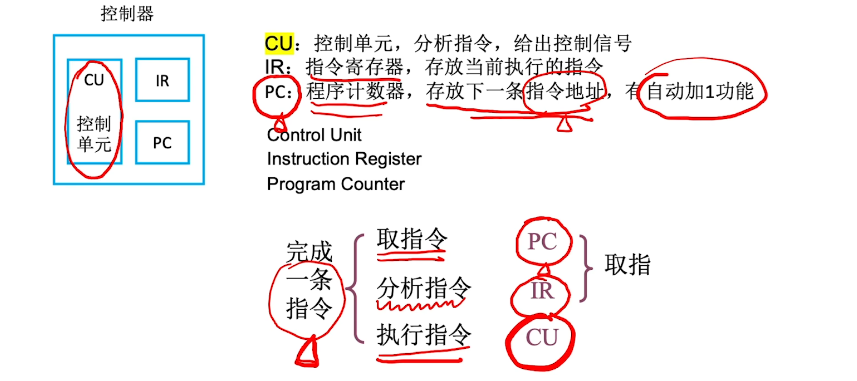 控制器
CU
控制
单元
IR
PC
CU：控制单元，分析指令，给出控制信号
IR：指令寄存器，存放当前执行的指令
PC：程序计数器，存放下一条指令地址，有自动加1功能
Control Unit
Instruction Register
Program Counter
完成
一条
指令
取指令
分析指令
执行指令
PC
IR
CU
取指